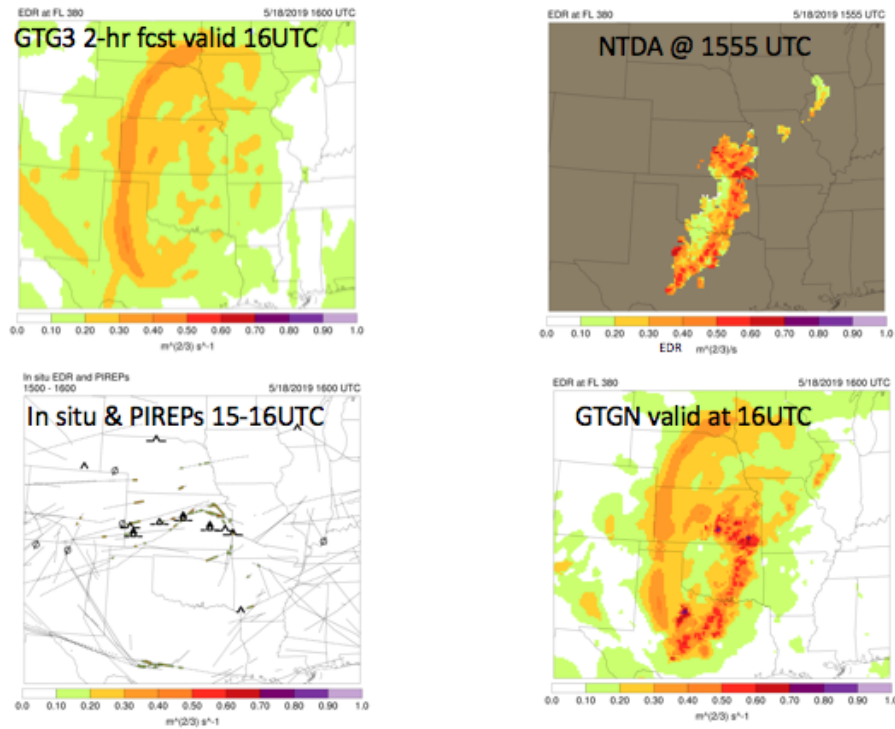 EDR at FL 380 5/18/2019 1600 UTC
GTG3 2-hr fcst valid 16UTC
0.0 0.10 0.20 0.30 0.40 0.50 0.60 0.70 0.80 0.90 1.0
m^(2/3) s^-1
EDR at FL 380 5/18/2019 1555 UTC
NTDA @ 1555 UTC
0.0 0.10 0.20 0.30 0.40 0.50 0.60 0.70 0.80 0.90 1.0
EDR m^(2/3)/s
In situ EDR and PIREPs
1500 - 1600 5/18/2019 1600 UTC
In situ & PIREPs 15-16UTC
0.0 0.10 0.20 0.30 0.40 0.50 0.60 0.70 0.80 0.90 1.0
m^(2/3) s^-1
EDR at FL 380 5/18/2019 1600 UTC
GTGN valid at 16UTC
0.0 0.10 0.20 0.30 0.40 0.50 0.60 0.70 0.80 0.90 1.0
m^(2/3) s^-1